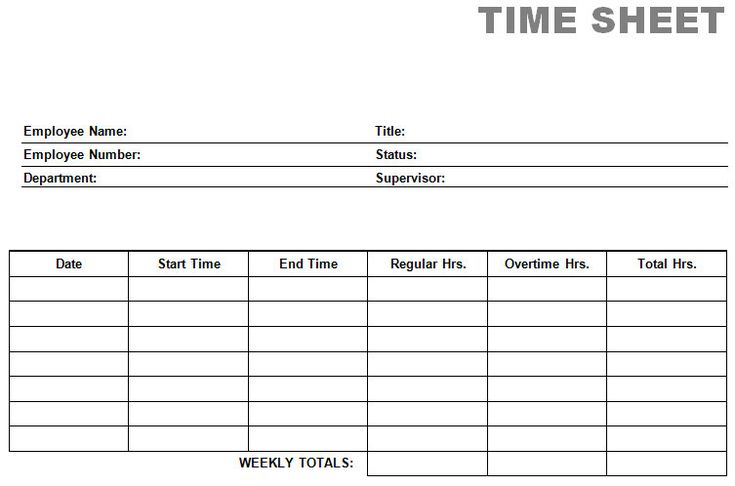 TIME SHEET
Employee Name: Title:
Employee Number: Status:
Department: Supervisor:
Date Start Time End Time Regular Hrs. Overtime Hrs. Total Hrs.
WEEKLY TOTALS: